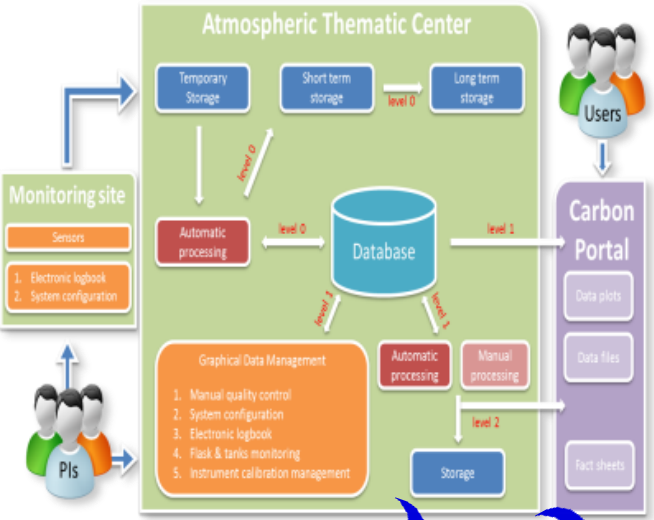 Atmospheric Thematic Center
Temporary
Storage
Short term
storage
level 0
Long term
storage
Users
level 0
Monitoring site
Sensors
1. Electronic logbook
2. System configuration
Automatic
processing
level 0
Database
level 1
Carbon
Portal
Data plots
Data files
Fact sheets
level 1
level 1
Graphical Data Management
1. Manual quality control
2. System configuration
3. Electronic logbook
4. Flask & tanks monitoring
5. Instrument calibration management
Automatic
processing
Manual
processing
level 2
Storage
PIs